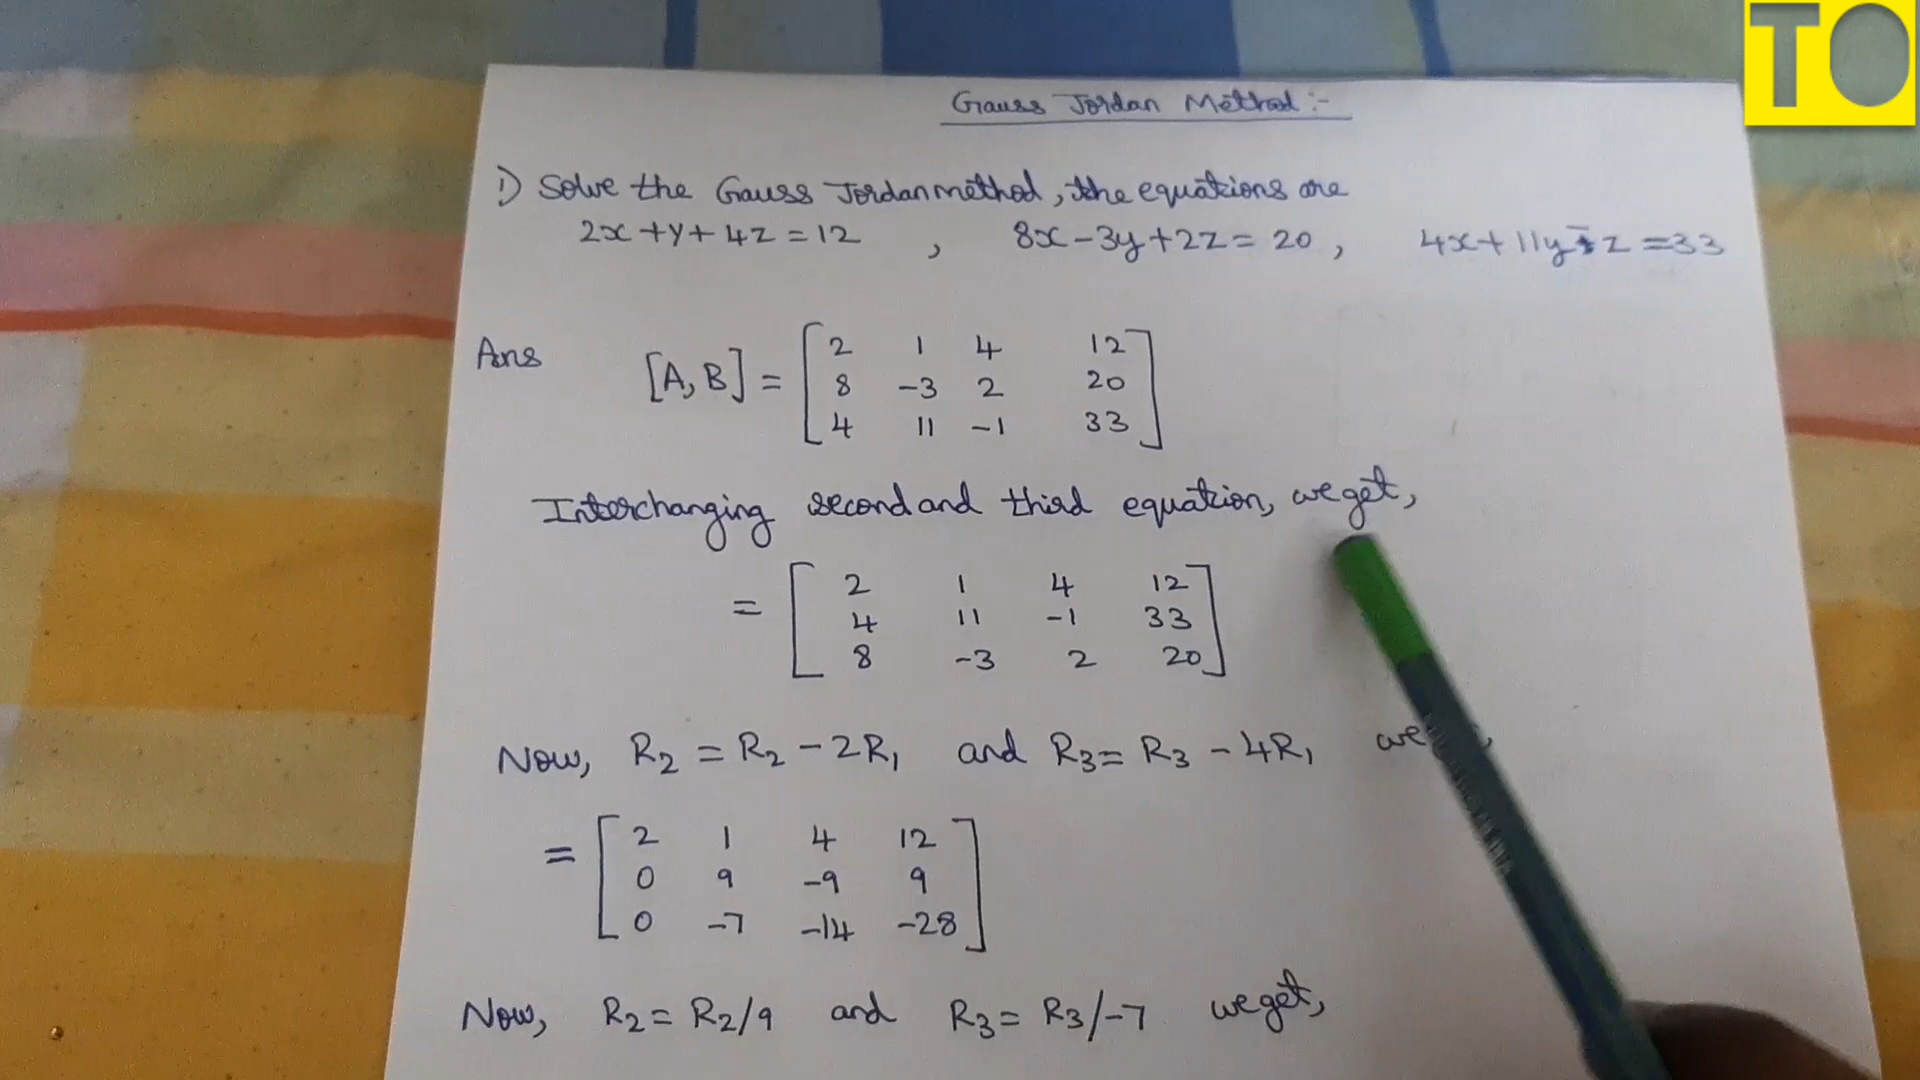 TO
Gauss Jordan Method :-
1) Solve the Gauss Jordan method, the equations are
2x + y + 4z = 12 , 8x - 3y + 2z = 20 , 4x + 11y - z = 33
Ans [A, B] = [ 2 1 4 12
8 -3 2 20
4 11 -1 33 ]
Interchanging second and third equation, we get,
= [ 2 1 4 12
4 11 -1 33
8 -3 2 20 ]
Now, R2 = R2 - 2R1 and R3 = R3 - 4R1 we
= [ 2 1 4 12
0 9 -9 9
0 -7 -14 -28 ]
Now, R2 = R2/9 and R3 = R3/-7 we get,